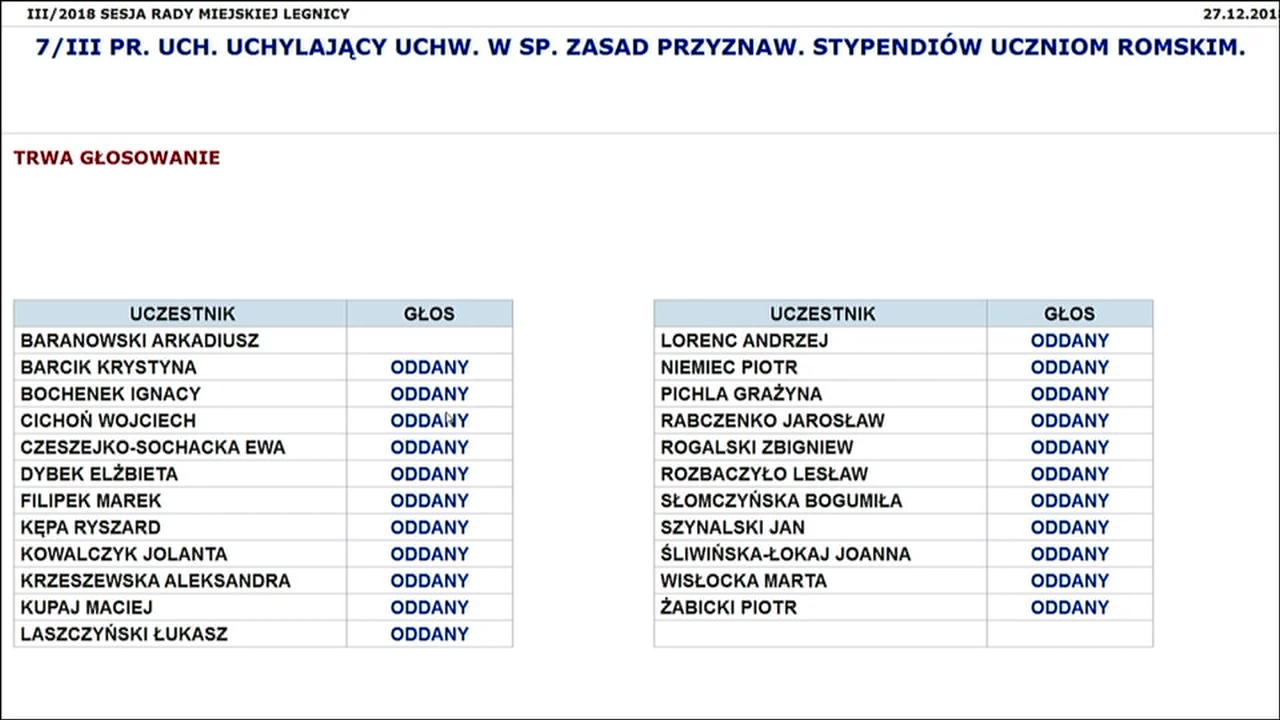 III/2018 SESJA RADY MIEJSKIEJ LEGNICY 27.12.201
7/III PR. UCH. UCHYLAJĄCY UCHW. W SP. ZASAD PRZYZNAW. STYPENDIÓW UCZNIOM ROMSKIM.
TRWA GŁOSOWANIE
UCZESTNIK GŁOS
BARANOWSKI ARKADIUSZ
BARCIK KRYSTYNA ODDANY
BOCHENEK IGNACY ODDANY
CICHOŃ WOJCIECH ODDANY
CZESZEJKO-SOCHACKA EWA ODDANY
DYBEK ELŻBIETA ODDANY
FILIPEK MAREK ODDANY
KĘPA RYSZARD ODDANY
KOWALCZYK JOLANTA ODDANY
KRZESZEWSKA ALEKSANDRA ODDANY
KUPAJ MACIEJ ODDANY
LASZCZYŃSKI ŁUKASZ ODDANY
UCZESTNIK GŁOS
LORENC ANDRZEJ ODDANY
NIEMIEC PIOTR ODDANY
PICHLA GRAŻYNA ODDANY
RABCZENKO JAROSŁAW ODDANY
ROGALSKI ZBIGNIEW ODDANY
ROZBACZYŁO LESŁAW ODDANY
SŁOMCZYŃSKA BOGUMIŁA ODDANY
SZYNALSKI JAN ODDANY
ŚLIWIŃSKA-ŁOKAJ JOANNA ODDANY
WISŁOCKA MARTA ODDANY
ŻABICKI PIOTR ODDANY